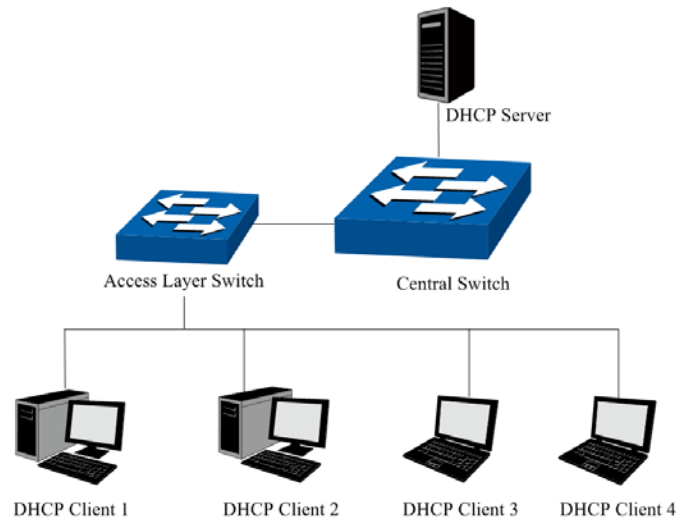 DHCP Server
Access Layer Switch
Central Switch
DHCP Client 1
DHCP Client 2
DHCP Client 3
DHCP Client 4